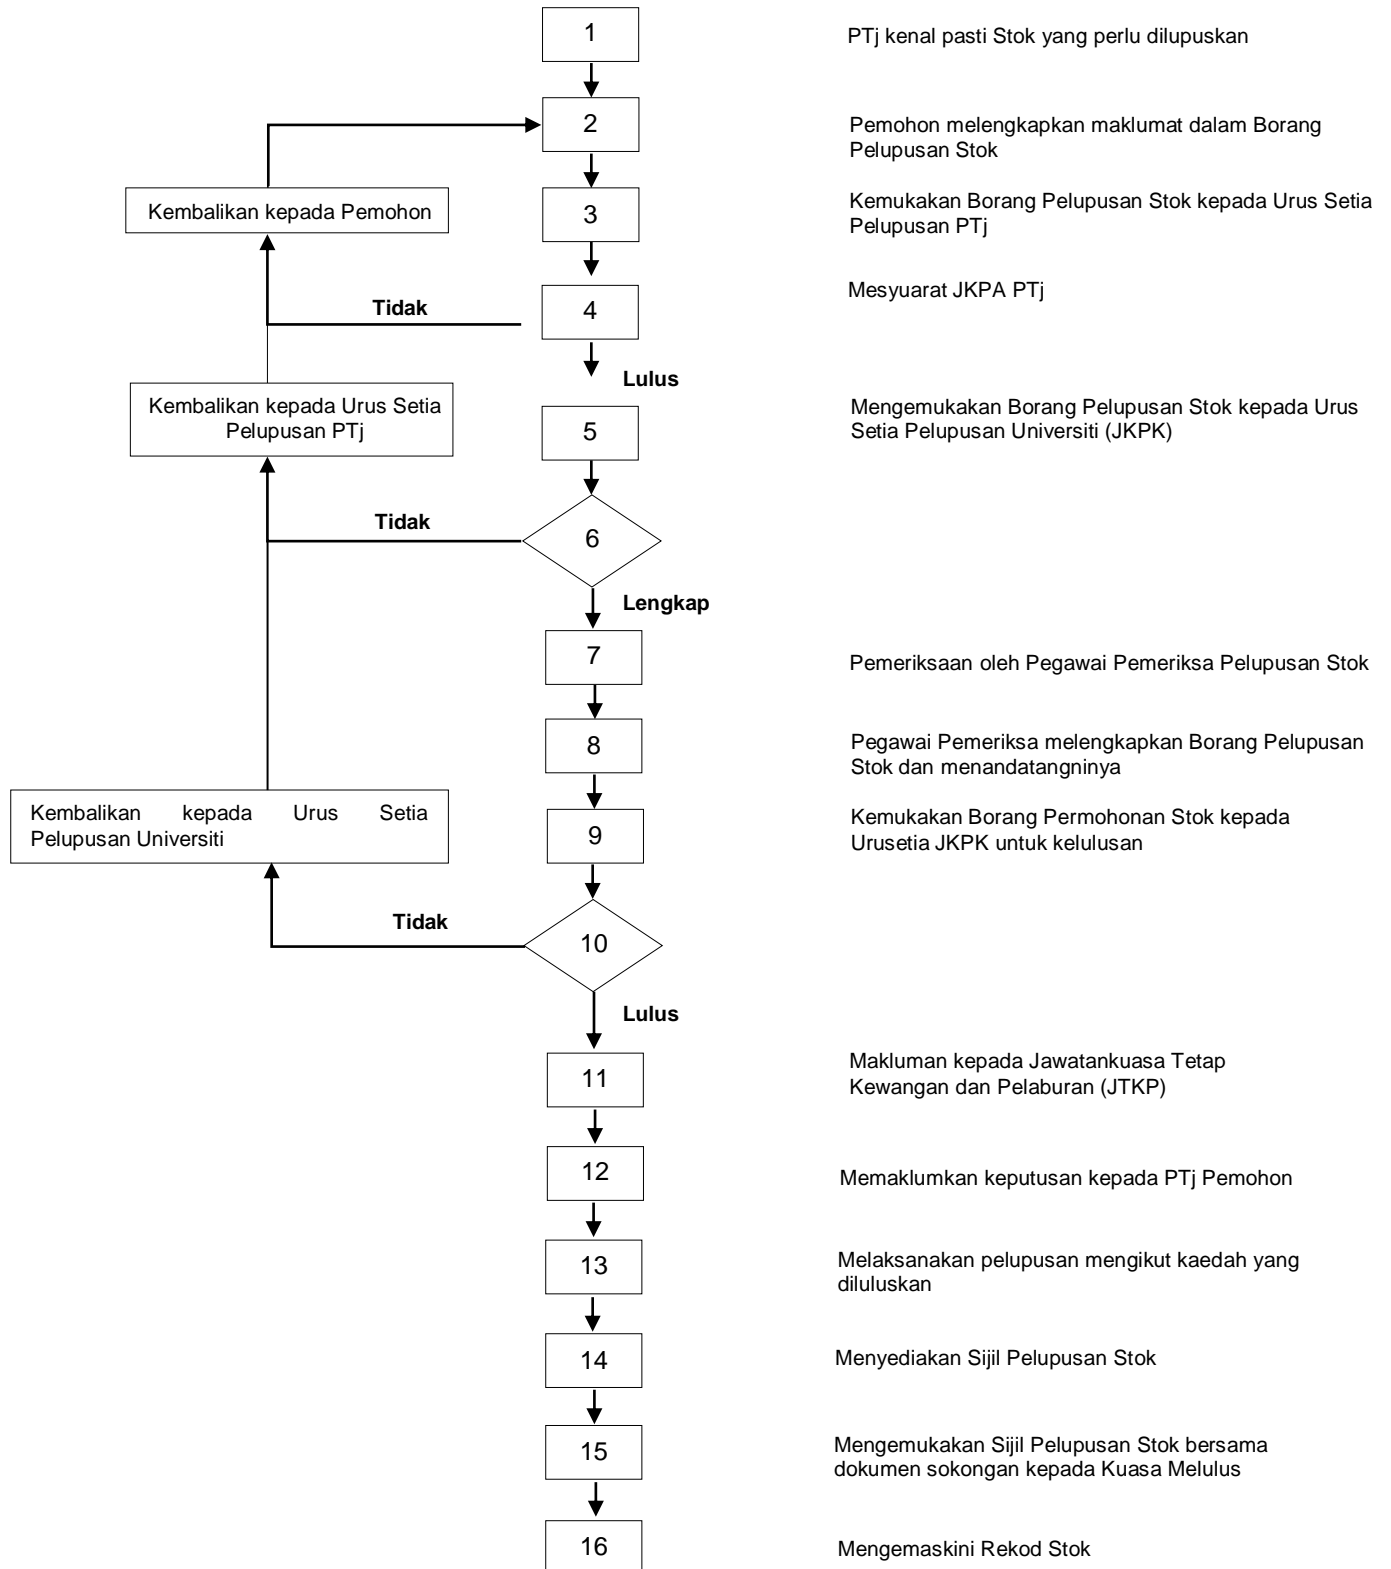 1
PTj kenal pasti Stok yang perlu dilupuskan
2
Pemohon melengkapkan maklumat dalam Borang
Pelupusan Stok
Kembalikan kepada Pemohon
3
Kemukakan Borang Pelupusan Stok kepada Urus Setia
Pelupusan PTj
Tidak
4
Mesyuarat JKPA PTj
Lulus
Kembalikan kepada Urus Setia
Pelupusan PTj
5
Mengemukakan Borang Pelupusan Stok kepada Urus
Setia Pelupusan Universiti (JKPK)
Tidak
6
Lengkap
7
Pemeriksaan oleh Pegawai Pemeriksa Pelupusan Stok
8
Pegawai Pemeriksa melengkapkan Borang Pelupusan
Stok dan menandatangninya
Kembalikan kepada Urus Setia
Pelupusan Universiti
9
Kemukakan Borang Permohonan Stok kepada
Urusetia JKPK untuk kelulusan
Tidak
10
Lulus
11
Makluman kepada Jawatankuasa Tetap
Kewangan dan Pelaburan (JTKP)
12
Memaklumkan keputusan kepada PTj Pemohon
13
Melaksanakan pelupusan mengikut kaedah yang
diluluskan
14
Menyediakan Sijil Pelupusan Stok
15
Mengemukakan Sijil Pelupusan Stok bersama
dokumen sokongan kepada Kuasa Melulus
16
Mengemaskini Rekod Stok